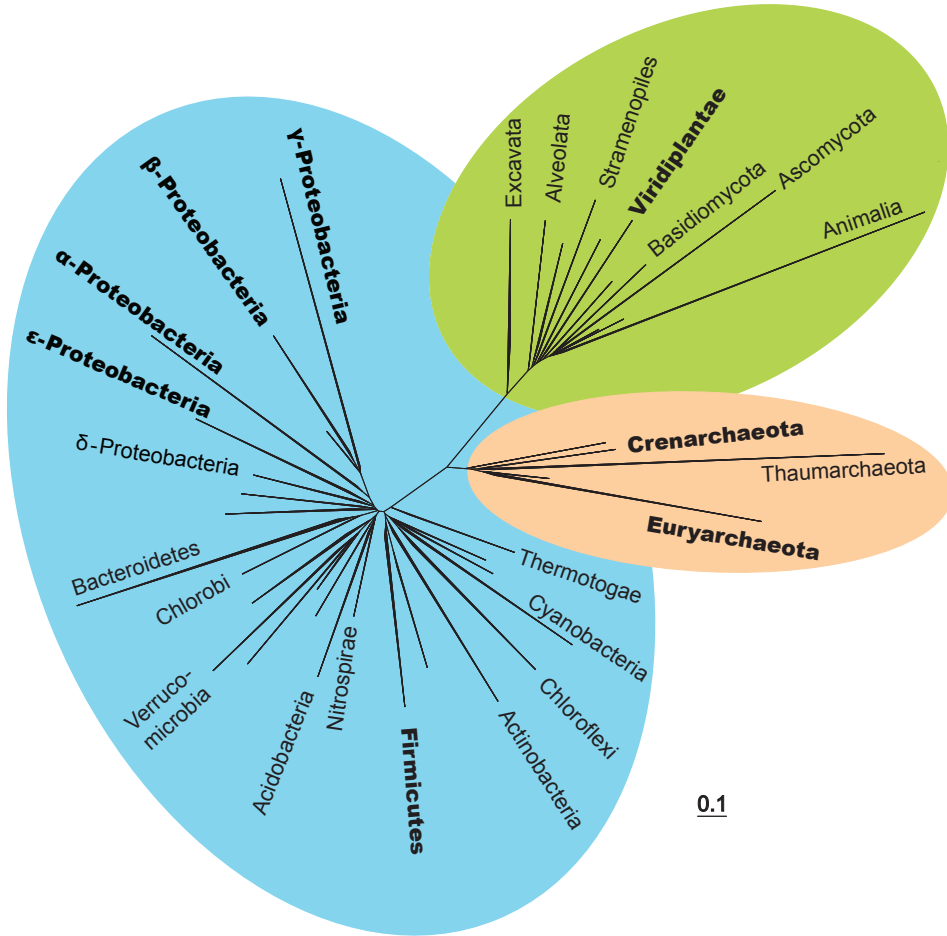 γ-Proteobacteria
β-Proteobacteria
α-Proteobacteria
ε-Proteobacteria
δ-Proteobacteria
Bacteroidetes
Chlorobi
Verruco-
microbia
Acidobacteria
Nitrospirae
Firmicutes
Actinobacteria
Chloroflexi
Cyanobacteria
Thermotogae
Excavata
Alveolata
Stramenopiles
Viridiplantae
Basidiomycota
Ascomycota
Animalia
Crenarchaeota
Thaumarchaeota
Euryarchaeota
0.1